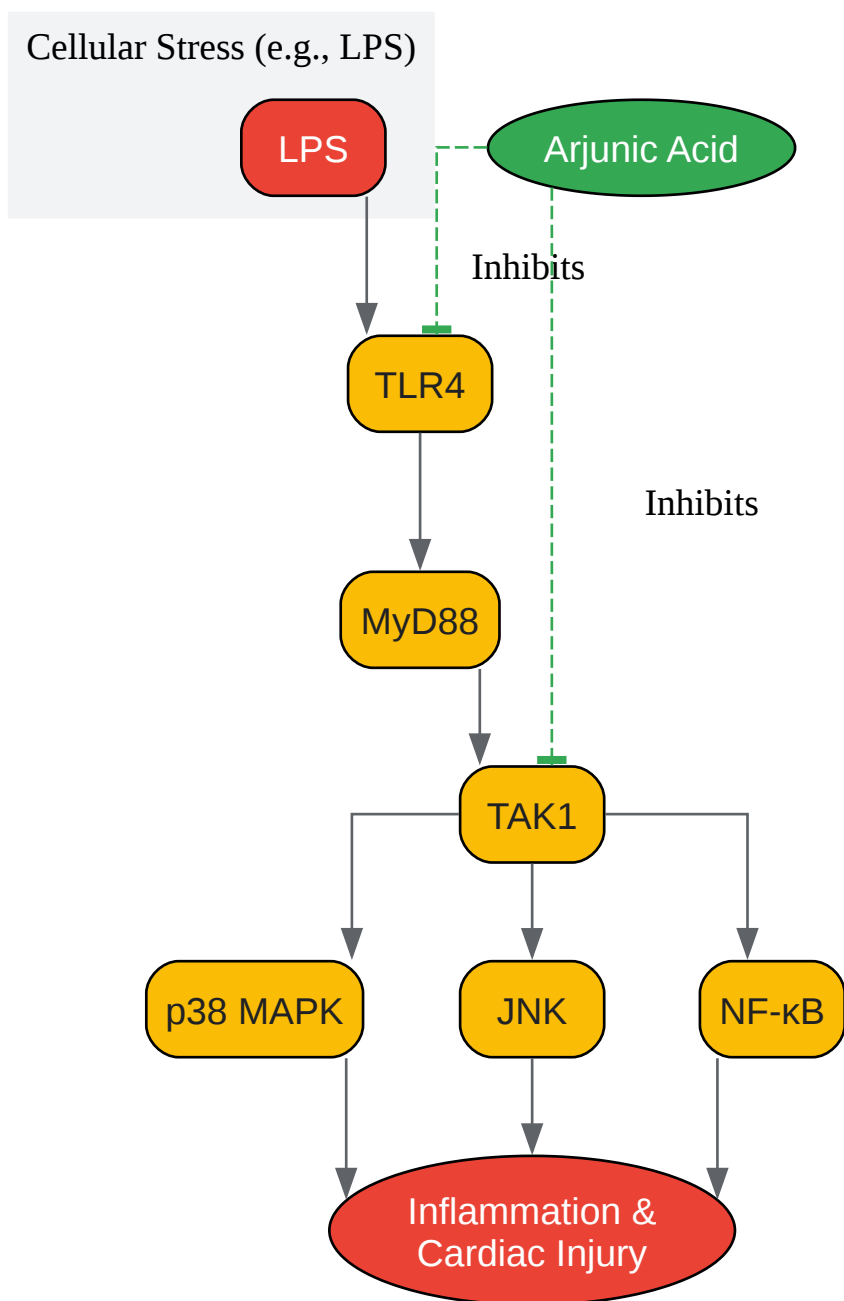 Cellular Stress (e.g., LPS)
LPS
Arjunic Acid
Inhibits
TLR4
Inhibits
MyD88
TAK1
p38 MAPK
JNK
NF-κB
Inflammation &
Cardiac Injury